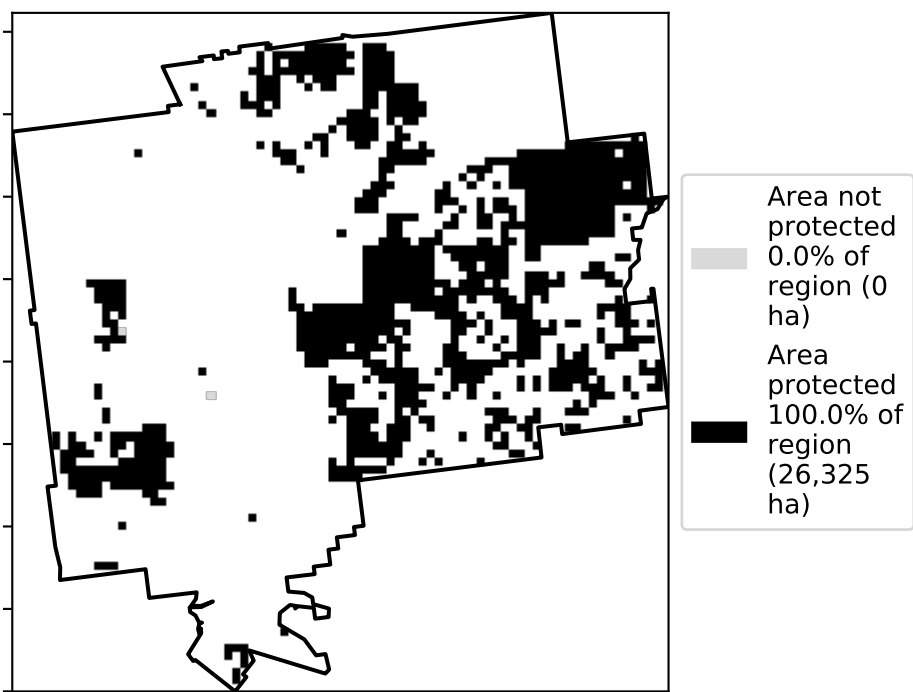 Area not
protected
0.0% of
region (0
ha)
Area
protected
100.0% of
region
(26,325
ha)